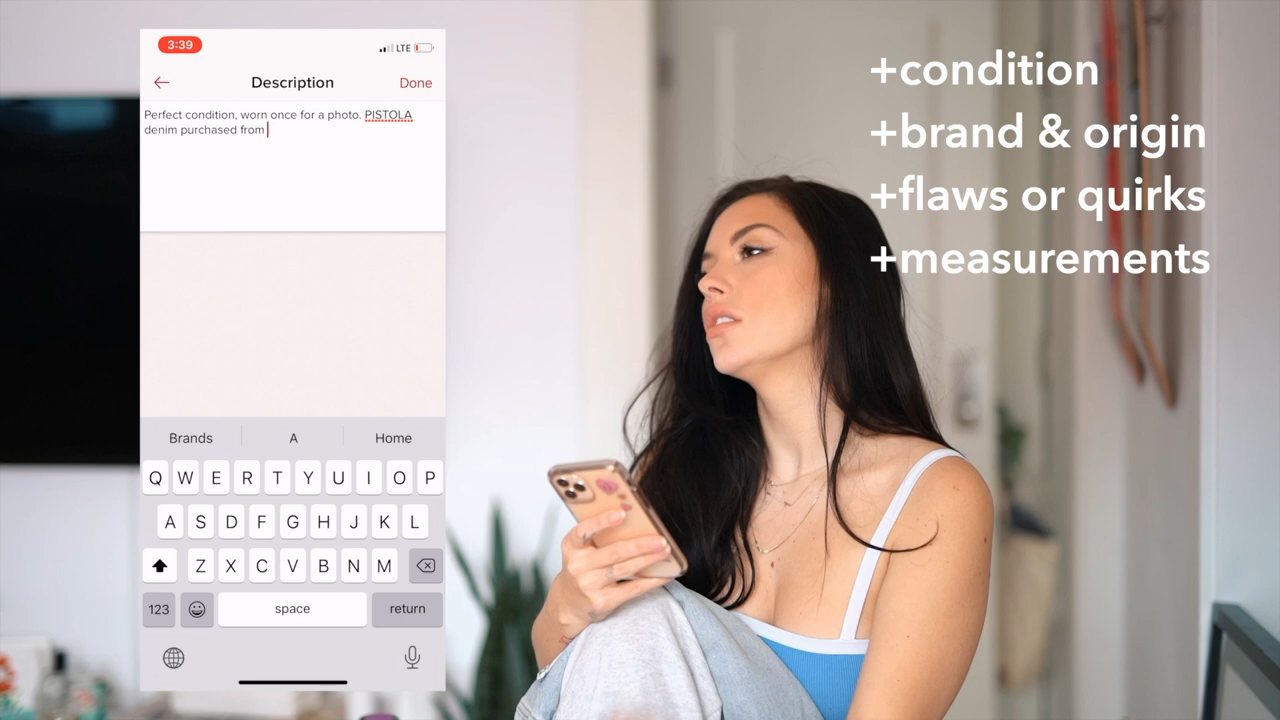 3:39
LTE
Description
Done
Perfect condition, worn once for a photo. PISTOLA
denim purchased from
Brands A Home
Q W E R T Y U I O P
A S D F G H J K L
Z X C V B N M
123 space return
+condition
+brand & origin
+flaws or quirks
+measurements